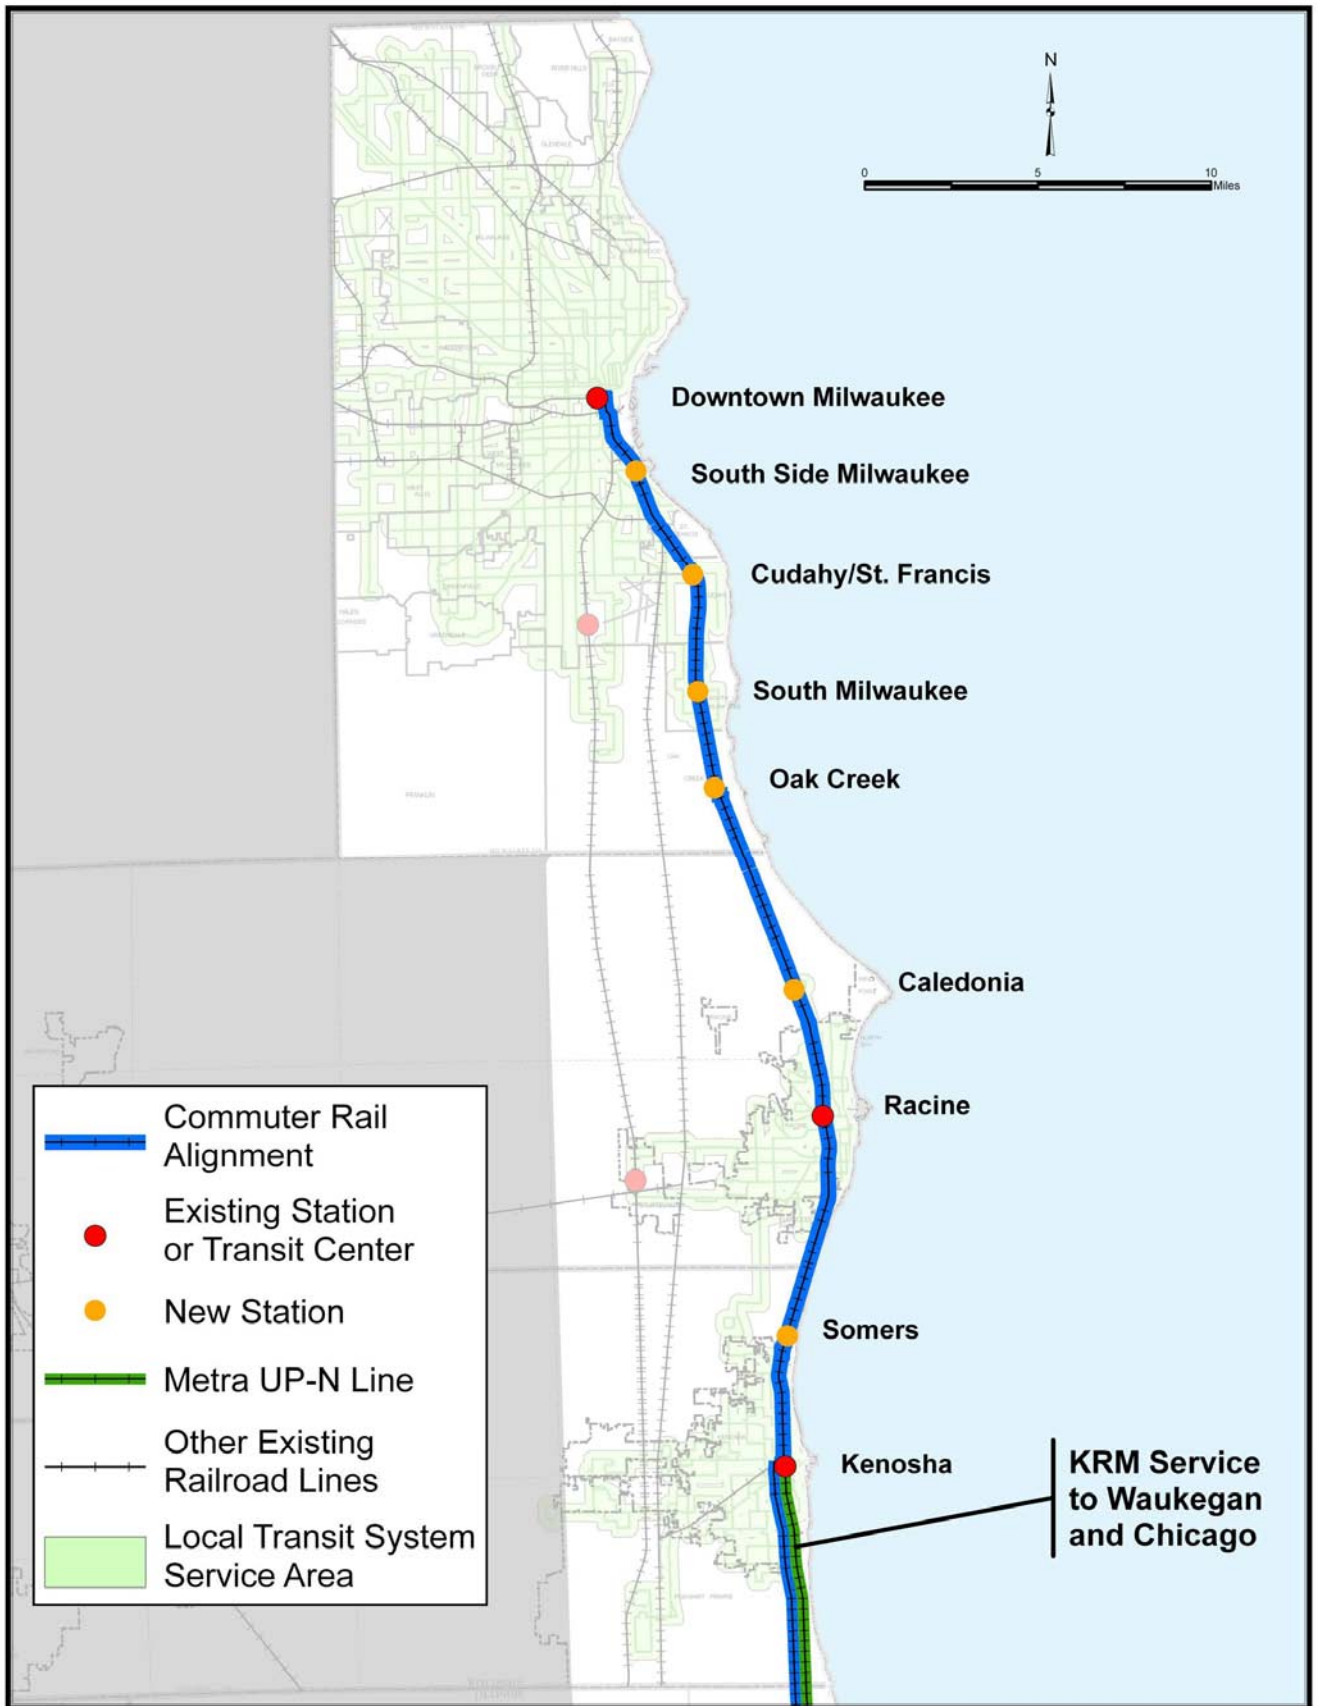 N
0 5 10
Miles
Downtown Milwaukee
South Side Milwaukee
Cudahy/St. Francis
South Milwaukee
Oak Creek
FRANKLIN
Caledonia
Racine
Somers
Kenosha
KRM Service
to Waukegan
and Chicago
Commuter Rail
Alignment
Existing Station
or Transit Center
New Station
Metra UP-N Line
Other Existing
Railroad Lines
Local Transit System
Service Area